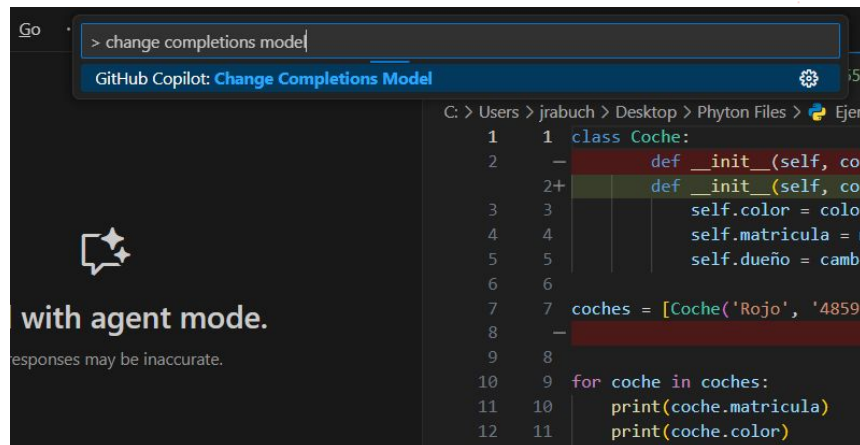 Go
> change completions model
GitHub Copilot: Change Completions Model
C: > Users > jrabuch > Desktop > Phyton Files >
1 1 class Coche:
2 — def __init__(self, co
2+ def __init__(self, co
3 3 self.color = colo
4 4 self.matricula =
5 5 self.dueño = camb
6 6
7 7 coches = [Coche('Rojo', '4859
8 —
9 8
10 9 for coche in coches:
11 10 print(coche.matricula)
12 11 print(coche.color)
with agent mode.
responses may be inaccurate.